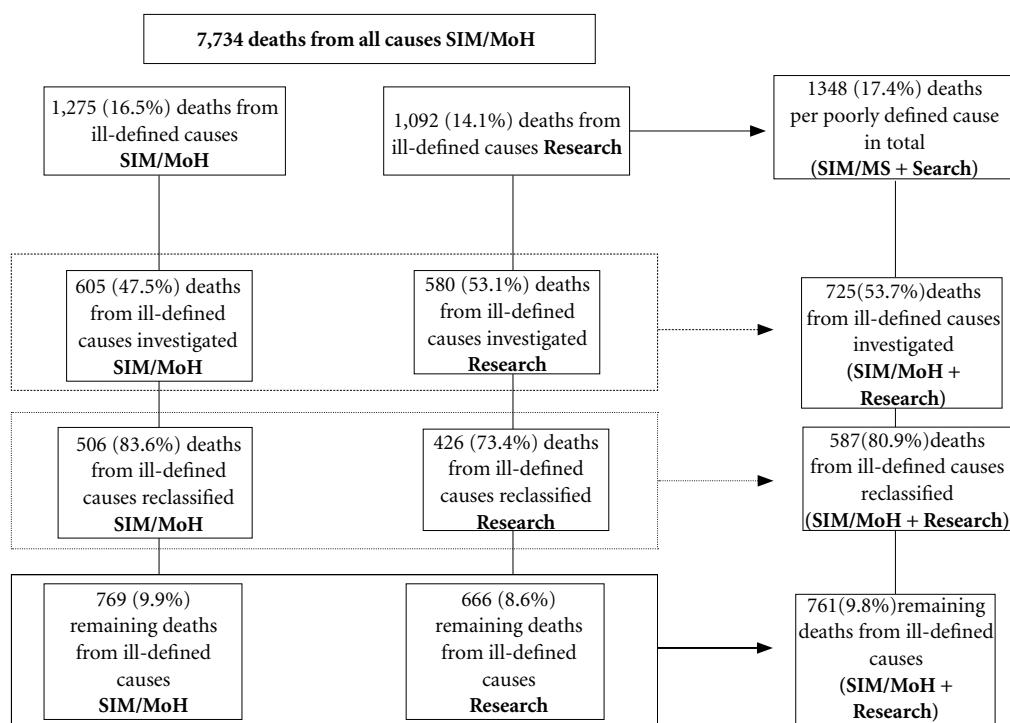 7,734 deaths from all causes SIM/MoH
1,275 (16.5%) deaths from
ill-defined causes
SIM/MoH
1,092 (14.1%) deaths from
ill-defined causes Research
1348 (17.4%) deaths
per poorly defined cause
in total
(SIM/MS + Search)
605 (47.5%) deaths
from ill-defined
causes investigated
SIM/MoH
580 (53.1%) deaths
from ill-defined
causes investigated
Research
725(53.7%)deaths
from ill-defined causes
investigated
(SIM/MoH +
Research)
506 (83.6%) deaths
from ill-defined
causes reclassified
SIM/MoH
426 (73.4%) deaths
from ill-defined
causes reclassified
Research
587(80.9%)deaths
from ill-defined causes
reclassified
(SIM/MoH + Research)
769 (9.9%)
remaining deaths
from ill-defined
causes
SIM/MoH
666 (8.6%)
remaining deaths
from ill-defined
causes
Research
761(9.8%)remaining
deaths from ill-defined
causes
(SIM/MoH +
Research)